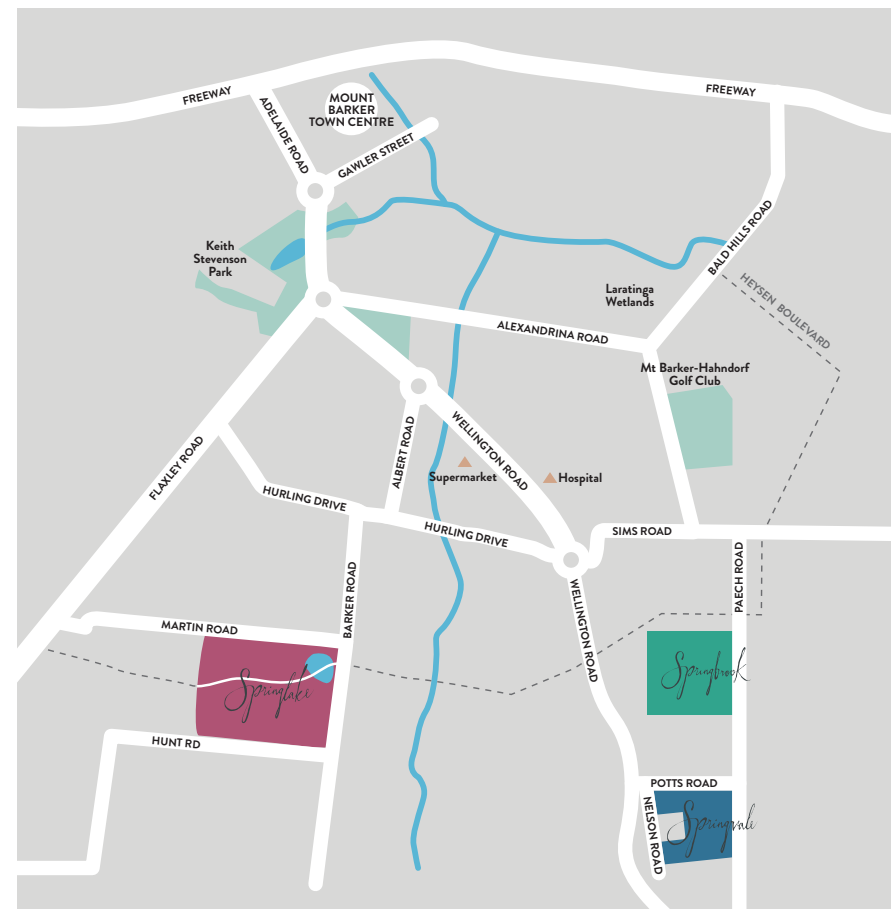 FREEWAY
FREEWAY
ADELAIDE ROAD
MOUNT
BARKER
TOWN CENTRE
GAWLER STREET
BALD HILLS ROAD
Keith
Stevenson
Park
HEYSEN BOULEVARD
Laratinga
Wetlands
ALEXANDRINA ROAD
Mt Barker-Hahndorf
Golf Club
FLAXLEY ROAD
ALBERT ROAD
WELLINGTON ROAD
Supermarket
Hospital
HURLING DRIVE
HURLING DRIVE
SIMS ROAD
BARKER ROAD
PAECH ROAD
WELLINGTON ROAD
MARTIN ROAD
Springlake
Springbrook
HUNT RD
POTTS ROAD
NELSON ROAD
Springvale